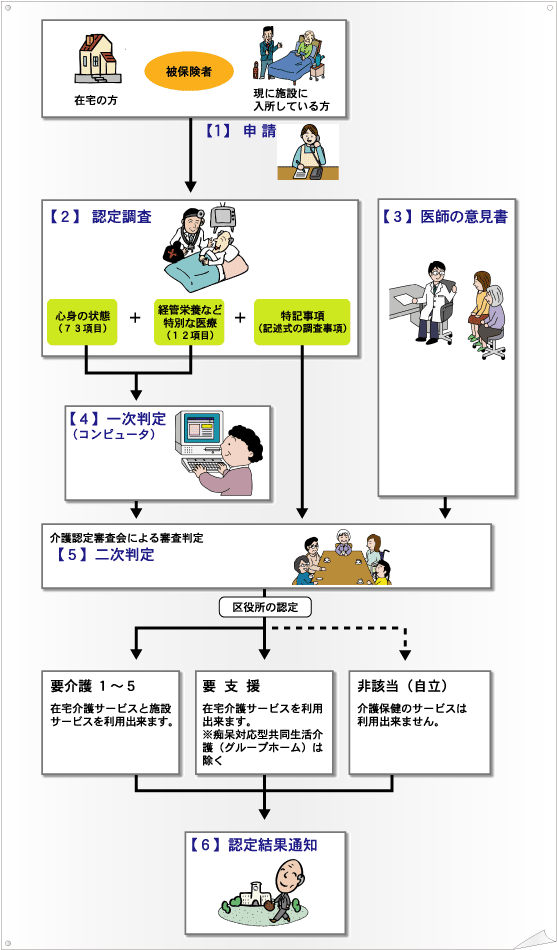 被保険者
在宅の方
現に施設に
入所している方
【1】 申 請
【２】 認定調査
心身の状態
（７３項目）
＋
経管栄養など
特別な医療
（１２項目）
＋
特記事項
（記述式の調査事項）
【３】医師の意見書
【４】一次判定
（コンピュータ）
介護認定審査会による審査判定
【５】二次判定
区役所の認定
要介護 １～５
在宅介護サービスと施設
サービスを利用出来ます。
要 支 援
在宅介護サービスを利用
出来ます。
※痴呆対応型共同生活介
護（グループホーム）は
除く
非該当（自立）
介護保健のサービスは
利用出来ません。
【６】認定結果通知